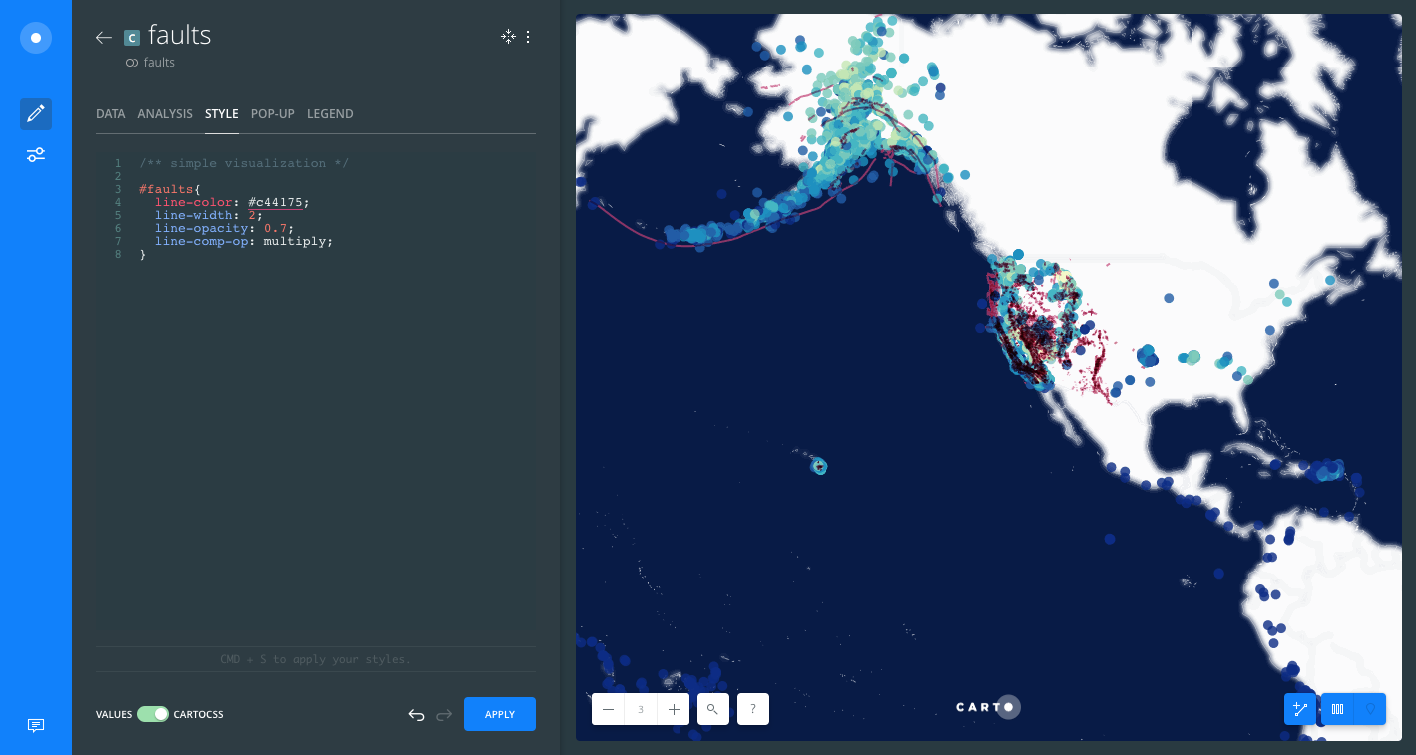 C faults
faults
DATA ANALYSIS STYLE POP-UP LEGEND
1 /** simple visualization */
2
3 #faults{
4 line-color: #c44175;
5 line-width: 2;
6 line-opacity: 0.7;
7 line-comp-op: multiply;
8 }
CMD + S to apply your styles.
VALUES CARTOCSS APPLY
3 ?
CARTO